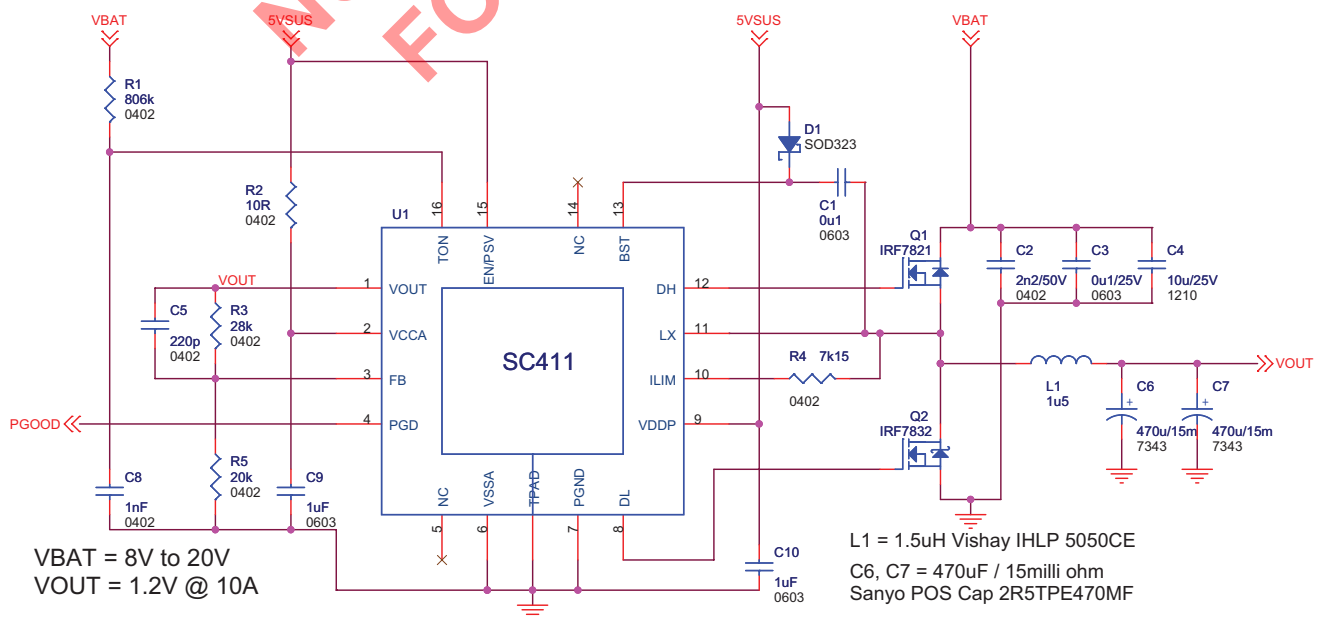 NO
FO
VBAT
5VSUS
5VSUS
VBAT
R1
806k
0402
D1
SOD323
R2
10R
0402
C1
0u1
0603
U1
16
15
14
13
TON
EN/PSV
NC
BST
Q1
IRF7821
C2
2n2/50V
0402
C3
0u1/25V
0603
C4
10u/25V
1210
VOUT
1
VOUT
DH
12
C5
220p
0402
R3
28k
0402
2
VCCA
LX
11
SC411
R4 7k15
0402
3
FB
ILIM
10
VOUT
L1
1u5
C6
470u/15m
7343
C7
470u/15m
7343
PGOOD
4
PGD
VDDP
9
Q2
IRF7832
R5
20k
0402
C8
1nF
0402
C9
1uF
0603
NC
VSSA
TPAD
PGND
DL
5
6
7
8
C10
1uF
0603
VBAT = 8V to 20V
VOUT = 1.2V @ 10A
L1 = 1.5uH Vishay IHLP 5050CE
C6, C7 = 470uF / 15milli ohm
Sanyo POS Cap 2R5TPE470MF